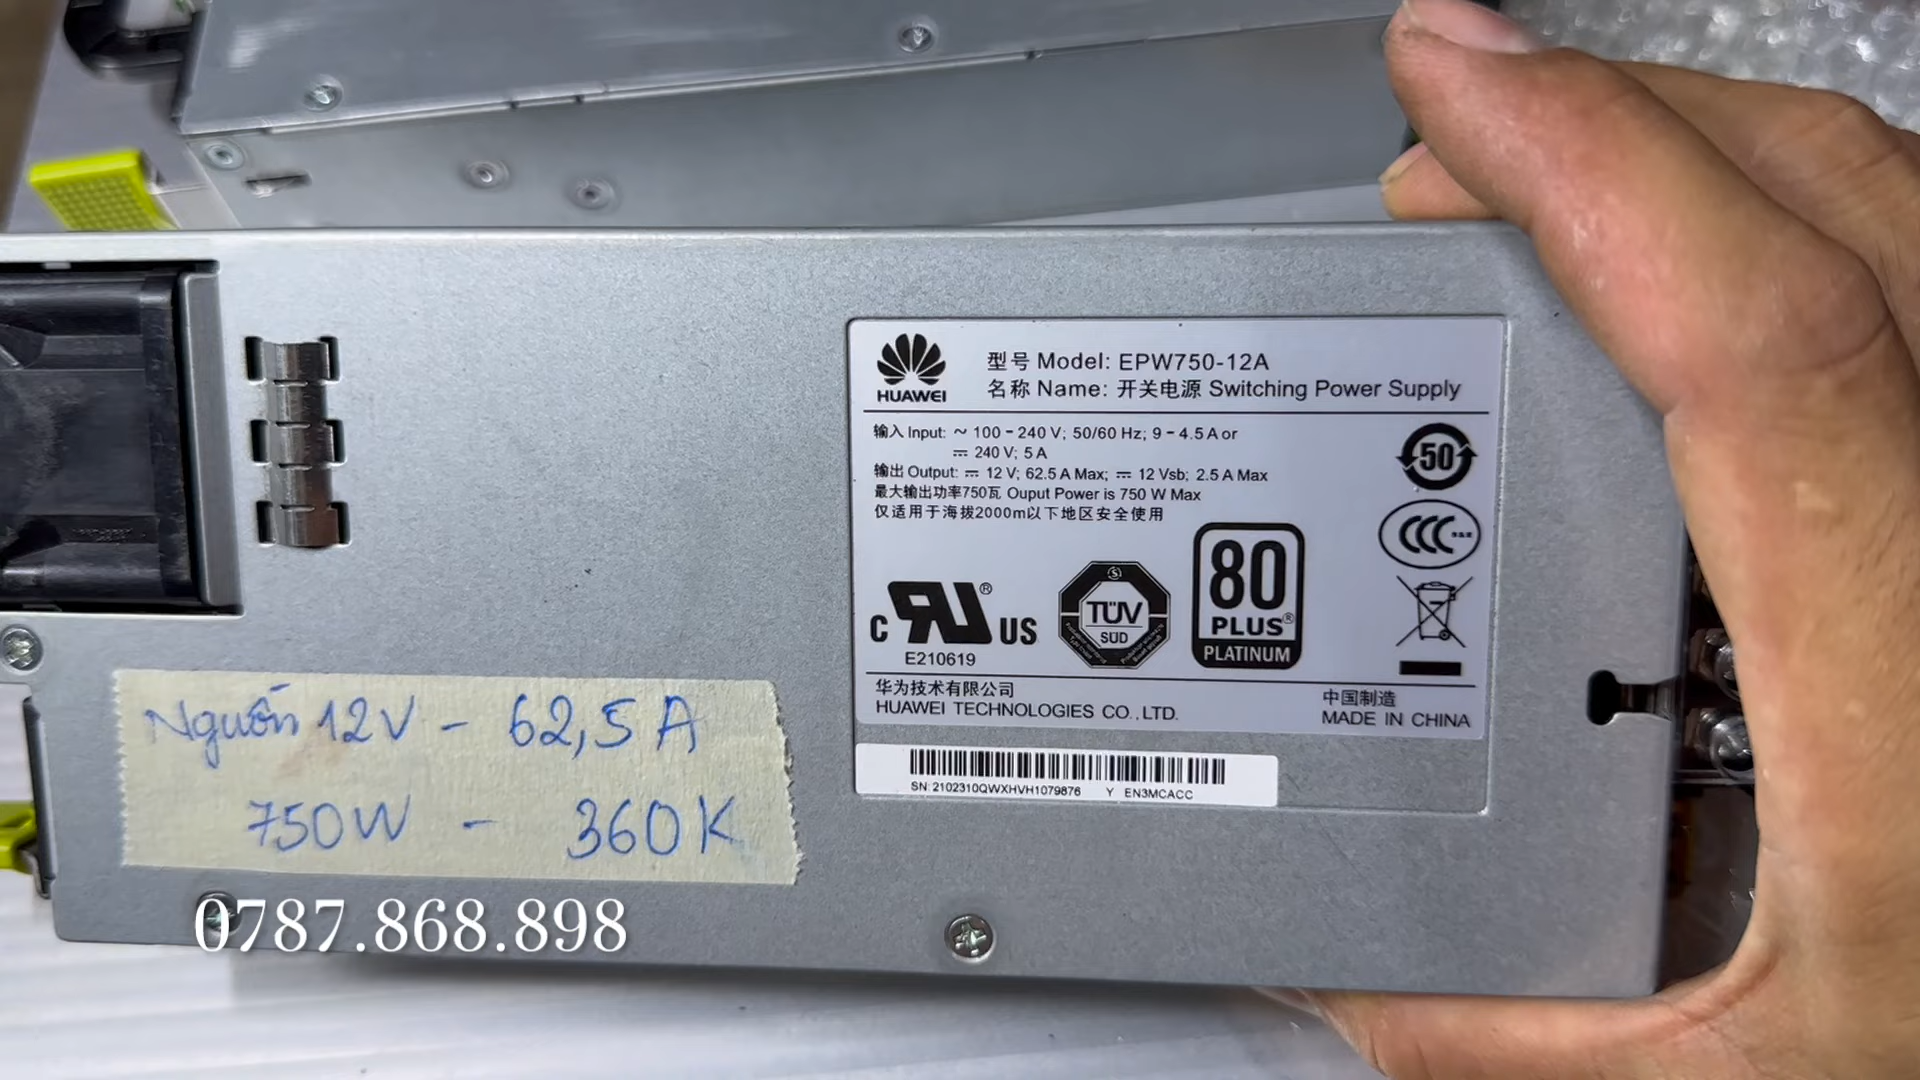 HUAWEI
型号 Model: EPW750-12A
名称 Name: 开关电源 Switching Power Supply
输入 Input: ~ 100-240 V; 50/60 Hz; 9-4.5 A or
⎓ 240 V; 5 A
输出 Output: ⎓ 12 V; 62.5 A Max; ⎓ 12 Vsb; 2.5 A Max
最大输出功率750瓦 Ouput Power is 750 W Max
仅适用于海拔2000m以下地区安全使用
50
CCC
c RU® US
E210619
S
TÜV
SÜD
80
PLUS®
PLATINUM
华为技术有限公司
HUAWEI TECHNOLOGIES CO., LTD.
中国制造
MADE IN CHINA
SN: 2102310QWXHVH1079876 Y EN3MCACC
Nguồn 12V - 62,5A
750W - 360K
0787.868.898